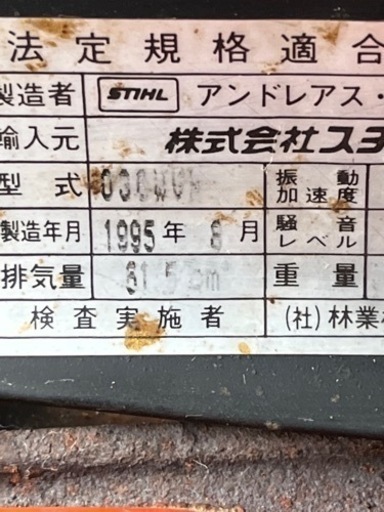 法定規格適合
製造者 STIHL アンドレアス・
輸入元 株式会社スチ
型式 振動加速度
製造年月 1995年 月 騒音レベル
排気量 61.5 cm 重量
検査実施者 (社)林業